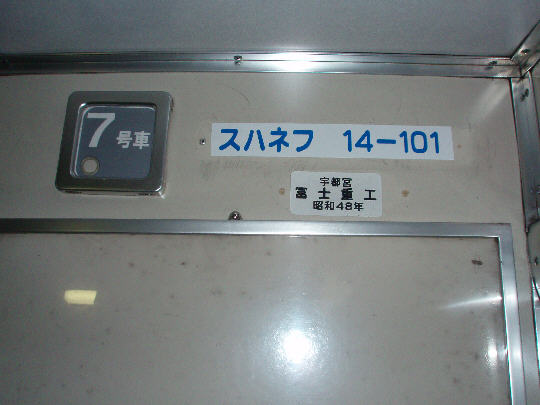 7号車
スハネフ 14-101
宇都宮
富士重工
昭和48年